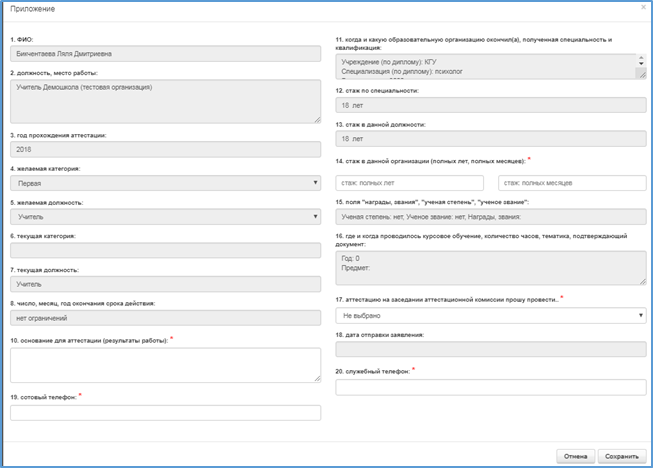 Приложение
×
1. ФИО:
Бикчентаева Ляля Дмитриевна
2. должность, место работы:
Учитель Демошкола (тестовая организация)
3. год прохождения аттестации:
2016
4. желаемая категория:
Первая
5. желаемая должность:
Учитель
6. текущая категория:
7. текущая должность:
Учитель
8. число, месяц, год окончания срока действия:
нет ограничений
10. основание для аттестации (результаты работы): *
19. сотовый телефон: *
11. когда и какую образовательную организацию окончил(а), полученная специальность и
квалификация:
Учреждение (по диплому): КГУ
Специализация (по диплому): психолог
12. стаж по специальности:
18 лет
13. стаж в данной должности:
18 лет
14. стаж в данной организации (полных лет, полных месяцев): *
стаж: полных лет
стаж: полных месяцев
15. поля "награды, звания", "ученая степень", "ученое звание":
Ученая степень: нет, Ученое звание: нет, Награды, звания:
16. где и когда проводилось курсовое обучение, количество часов, тематика, подтверждающий
документ:
Год: 0
Предмет:
17. аттестацию на заседании аттестационной комиссии прошу провести.. *
Не выбрано
18. дата отправки заявления:
20. служебный телефон: *
Отмена
Сохранить